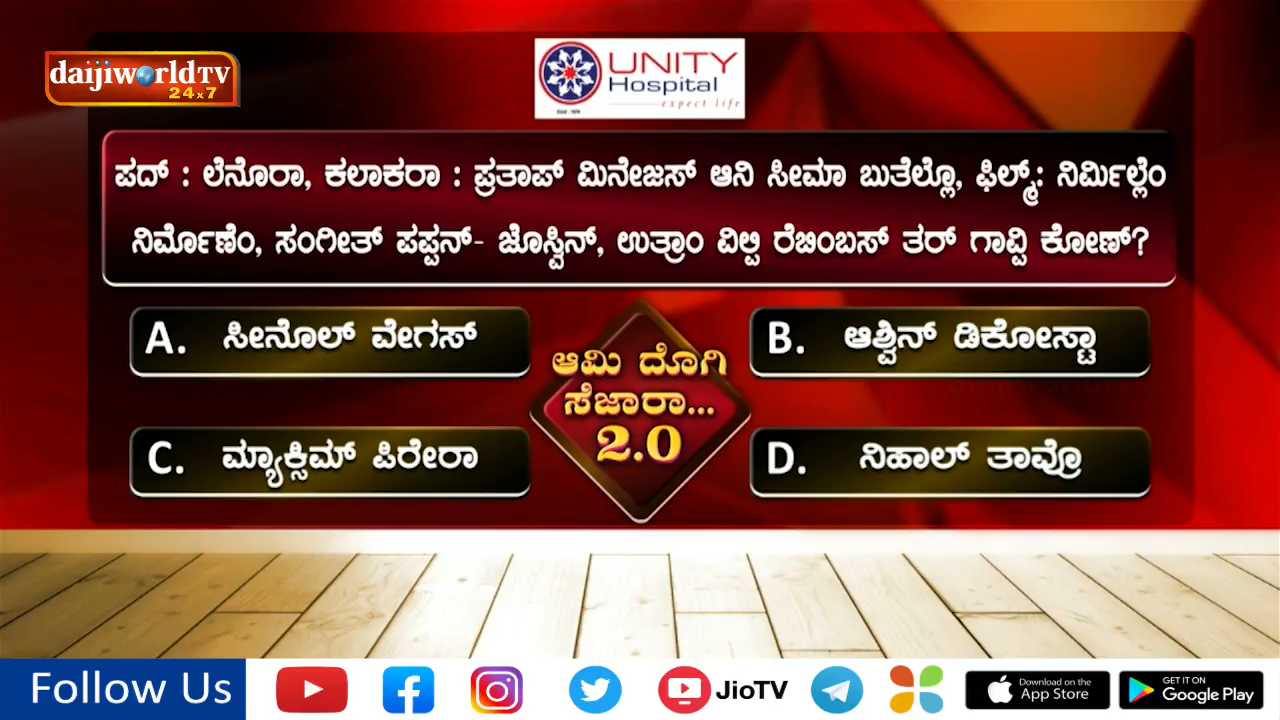 daijiworldTV
24x7
UNITY
Hospital
expect life
ಪದ್ : ಲೆನೊರಾ, ಕಲಾಕರಾ : ಪ್ರತಾಪ್ ಮಿನೇಜಸ್ ಆನಿ ಸೀಮಾ ಬುತೆಲ್ಲೊ, ಫಿಲ್ಮ್: ನಿರ್ಮಿಲ್ಲೆಂ
ನಿರ್ಮೊಣೆಂ, ಸಂಗೀತ್ ಪಪ್ಪನ್- ಜೊಸ್ವಿನ್, ಉತ್ರಾಂ ವಿಲ್ಪಿ ರೆಬಿಂಬಸ್ ತರ್ ಗಾವ್ಪಿ ಕೋಣ್?
A. ಸೀನೊಲ್ ವೇಗಸ್
B. ಆಶ್ವಿನ್ ಡಿಕೋಸ್ಟಾ
ಆಮಿ ದೊಗಿ
ಸೆಜಾರಾ...
2.0
C. ಮ್ಯಾಕ್ಸಿಮ್ ಪಿರೇರಾ
D. ನಿಹಾಲ್ ತಾವ್ರೊ
Follow Us
JioTV
Download on the
App Store
GET IT ON
Google Play